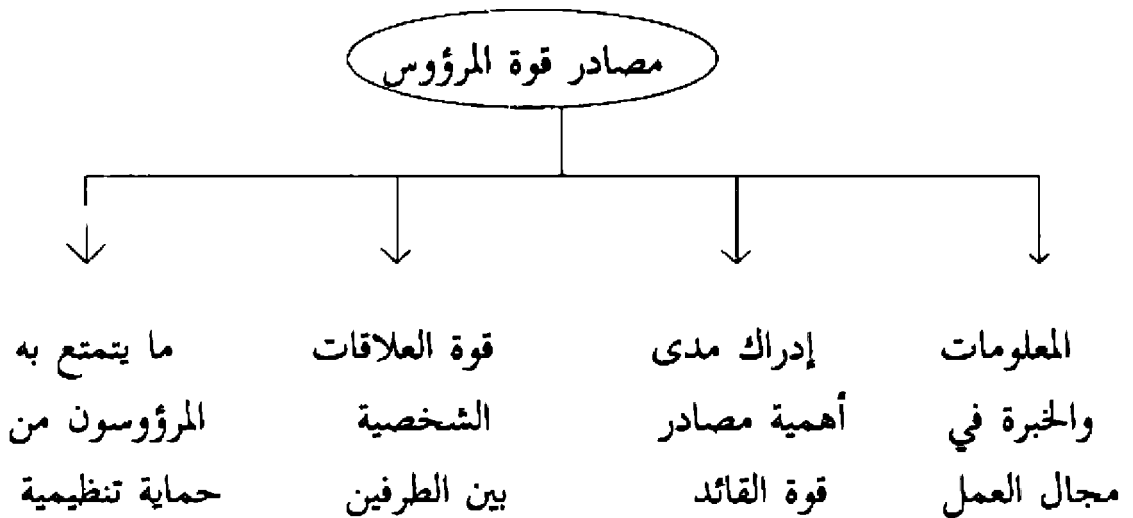 مصادر قوة المرؤوس
المعلومات
والخبرة في
مجال العمل
إدراك مدى
أهمية مصادر
قوة القائد
قوة العلاقات
الشخصية
بين الطرفين
ما يتمتع به
المرؤوسون من
حماية تنظيمية